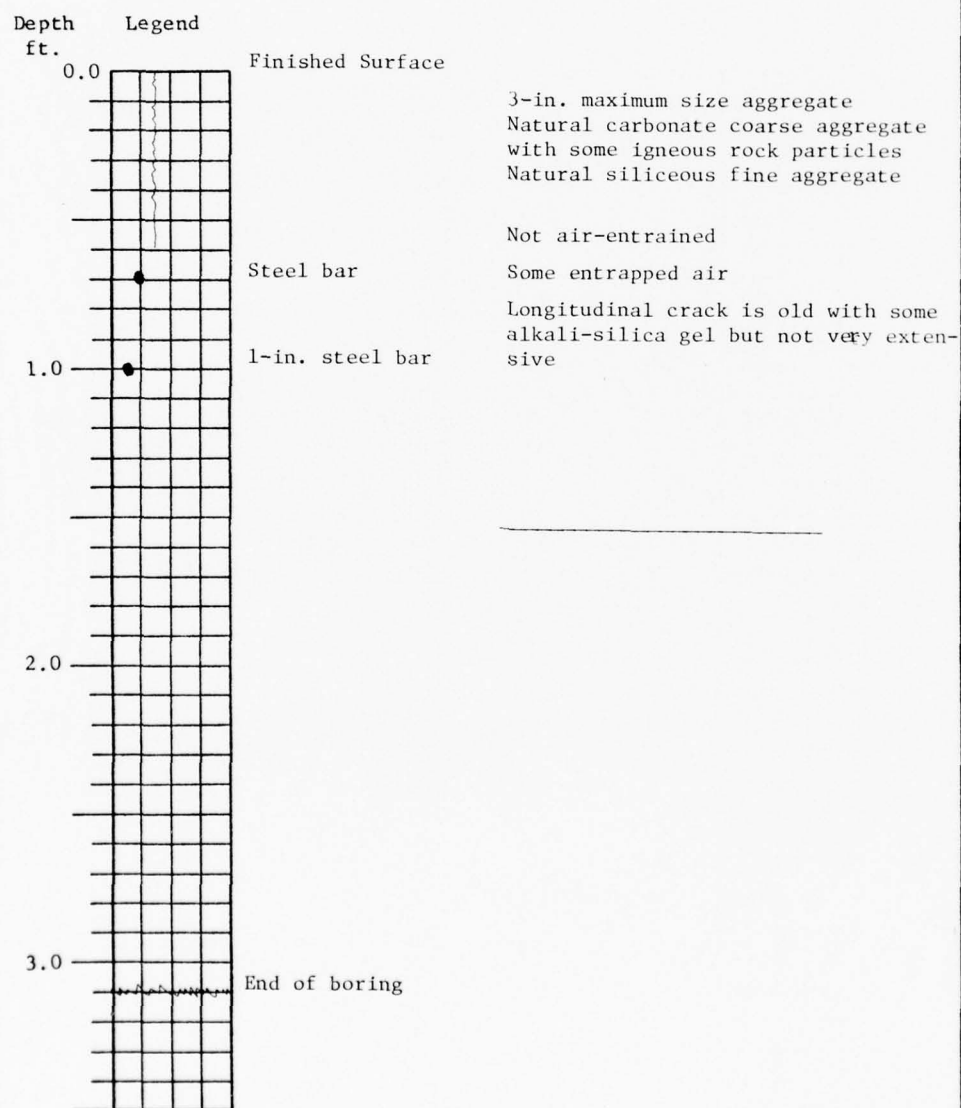 Depth Legend
ft.
0.0
Finished Surface
3-in. maximum size aggregate
Natural carbonate coarse aggregate
with some igneous rock particles
Natural siliceous fine aggregate
Not air-entrained
Steel bar
Some entrapped air
Longitudinal crack is old with some
alkali-silica gel but not very exten-
sive
1-in. steel bar
1.0
2.0
3.0
End of boring